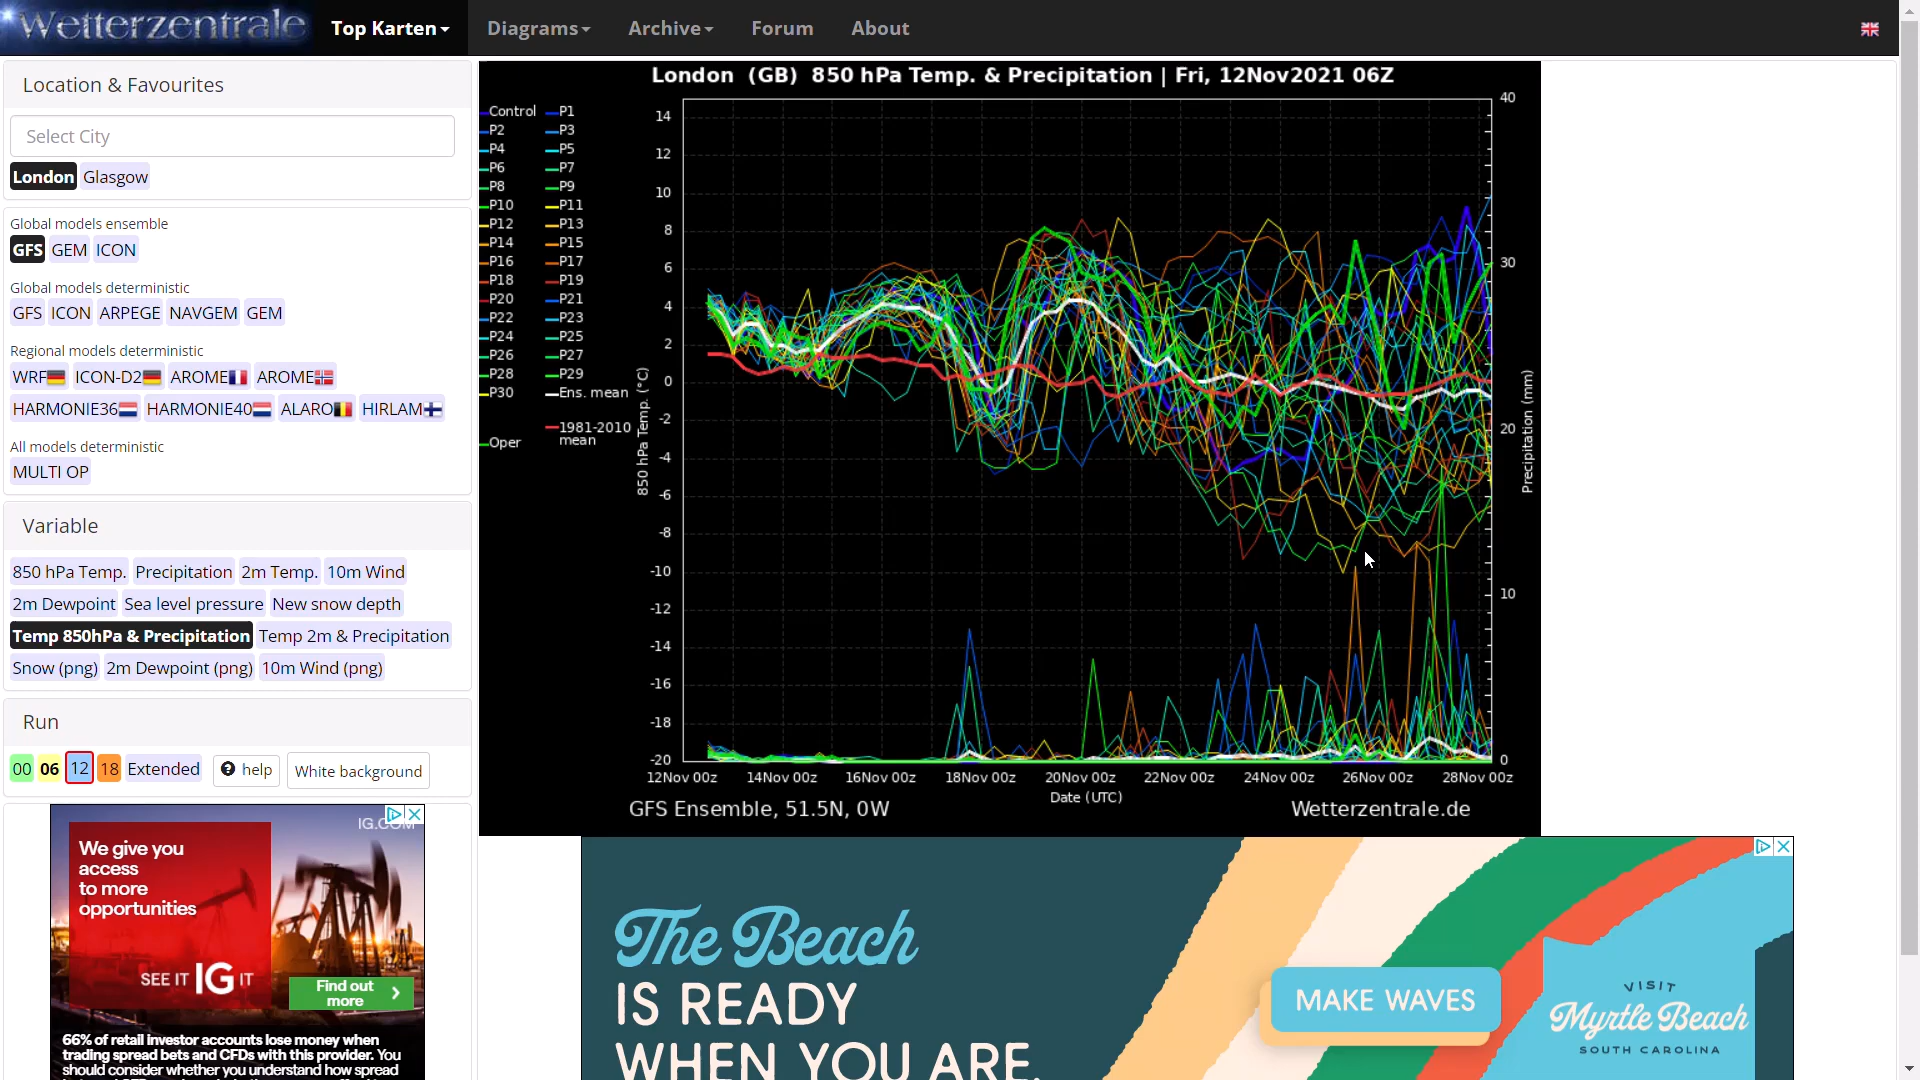 Wetterzentrale
Top Karten
Diagrams
Archive
Forum
About
Location & Favourites
Select City
London Glasgow
Global models ensemble
GFS GEM ICON
Global models deterministic
GFS ICON ARPEGE NAVGEM GEM
Regional models deterministic
WRF ICON-D2 AROME AROME
HARMONIE36 HARMONIE40 ALARO HIRLAM
All models deterministic
MULTI OP
Variable
850 hPa Temp. Precipitation 2m Temp. 10m Wind
2m Dewpoint Sea level pressure New snow depth
Temp 850hPa & Precipitation Temp 2m & Precipitation
Snow (png) 2m Dewpoint (png) 10m Wind (png)
Run
00 06 12 18 Extended help White background
London (GB) 850 hPa Temp. & Precipitation | Fri, 12Nov2021 06Z
Control P1
P2 P3
P4 P5
P6 P7
P8 P9
P10 P11
P12 P13
P14 P15
P16 P17
P18 P19
P20 P21
P22 P23
P24 P25
P26 P27
P28 P29
P30 Ens. mean
1981-2010
mean
Oper
850 hPa Temp. (°C)
14
12
10
8
6
4
2
0
-2
-4
-6
-8
-10
-12
-14
-16
-18
-20
40
30
20
10
0
Precipitation (mm)
12Nov 00z 14Nov 00z 16Nov 00z 18Nov 00z 20Nov 00z 22Nov 00z 24Nov 00z 26Nov 00z 28Nov 00z
Date (UTC)
GFS Ensemble, 51.5N, 0W
Wetterzentrale.de
IG.COM
We give you
access
to more
opportunities
SEE IT IG IT
Find out
more
66% of retail investor accounts lose money when
trading spread bets and CFDs with this provider. You
should consider whether you understand how spread
The Beach
IS READY
WHEN YOU ARE.
MAKE WAVES
VISIT
Myrtle Beach
SOUTH CAROLINA